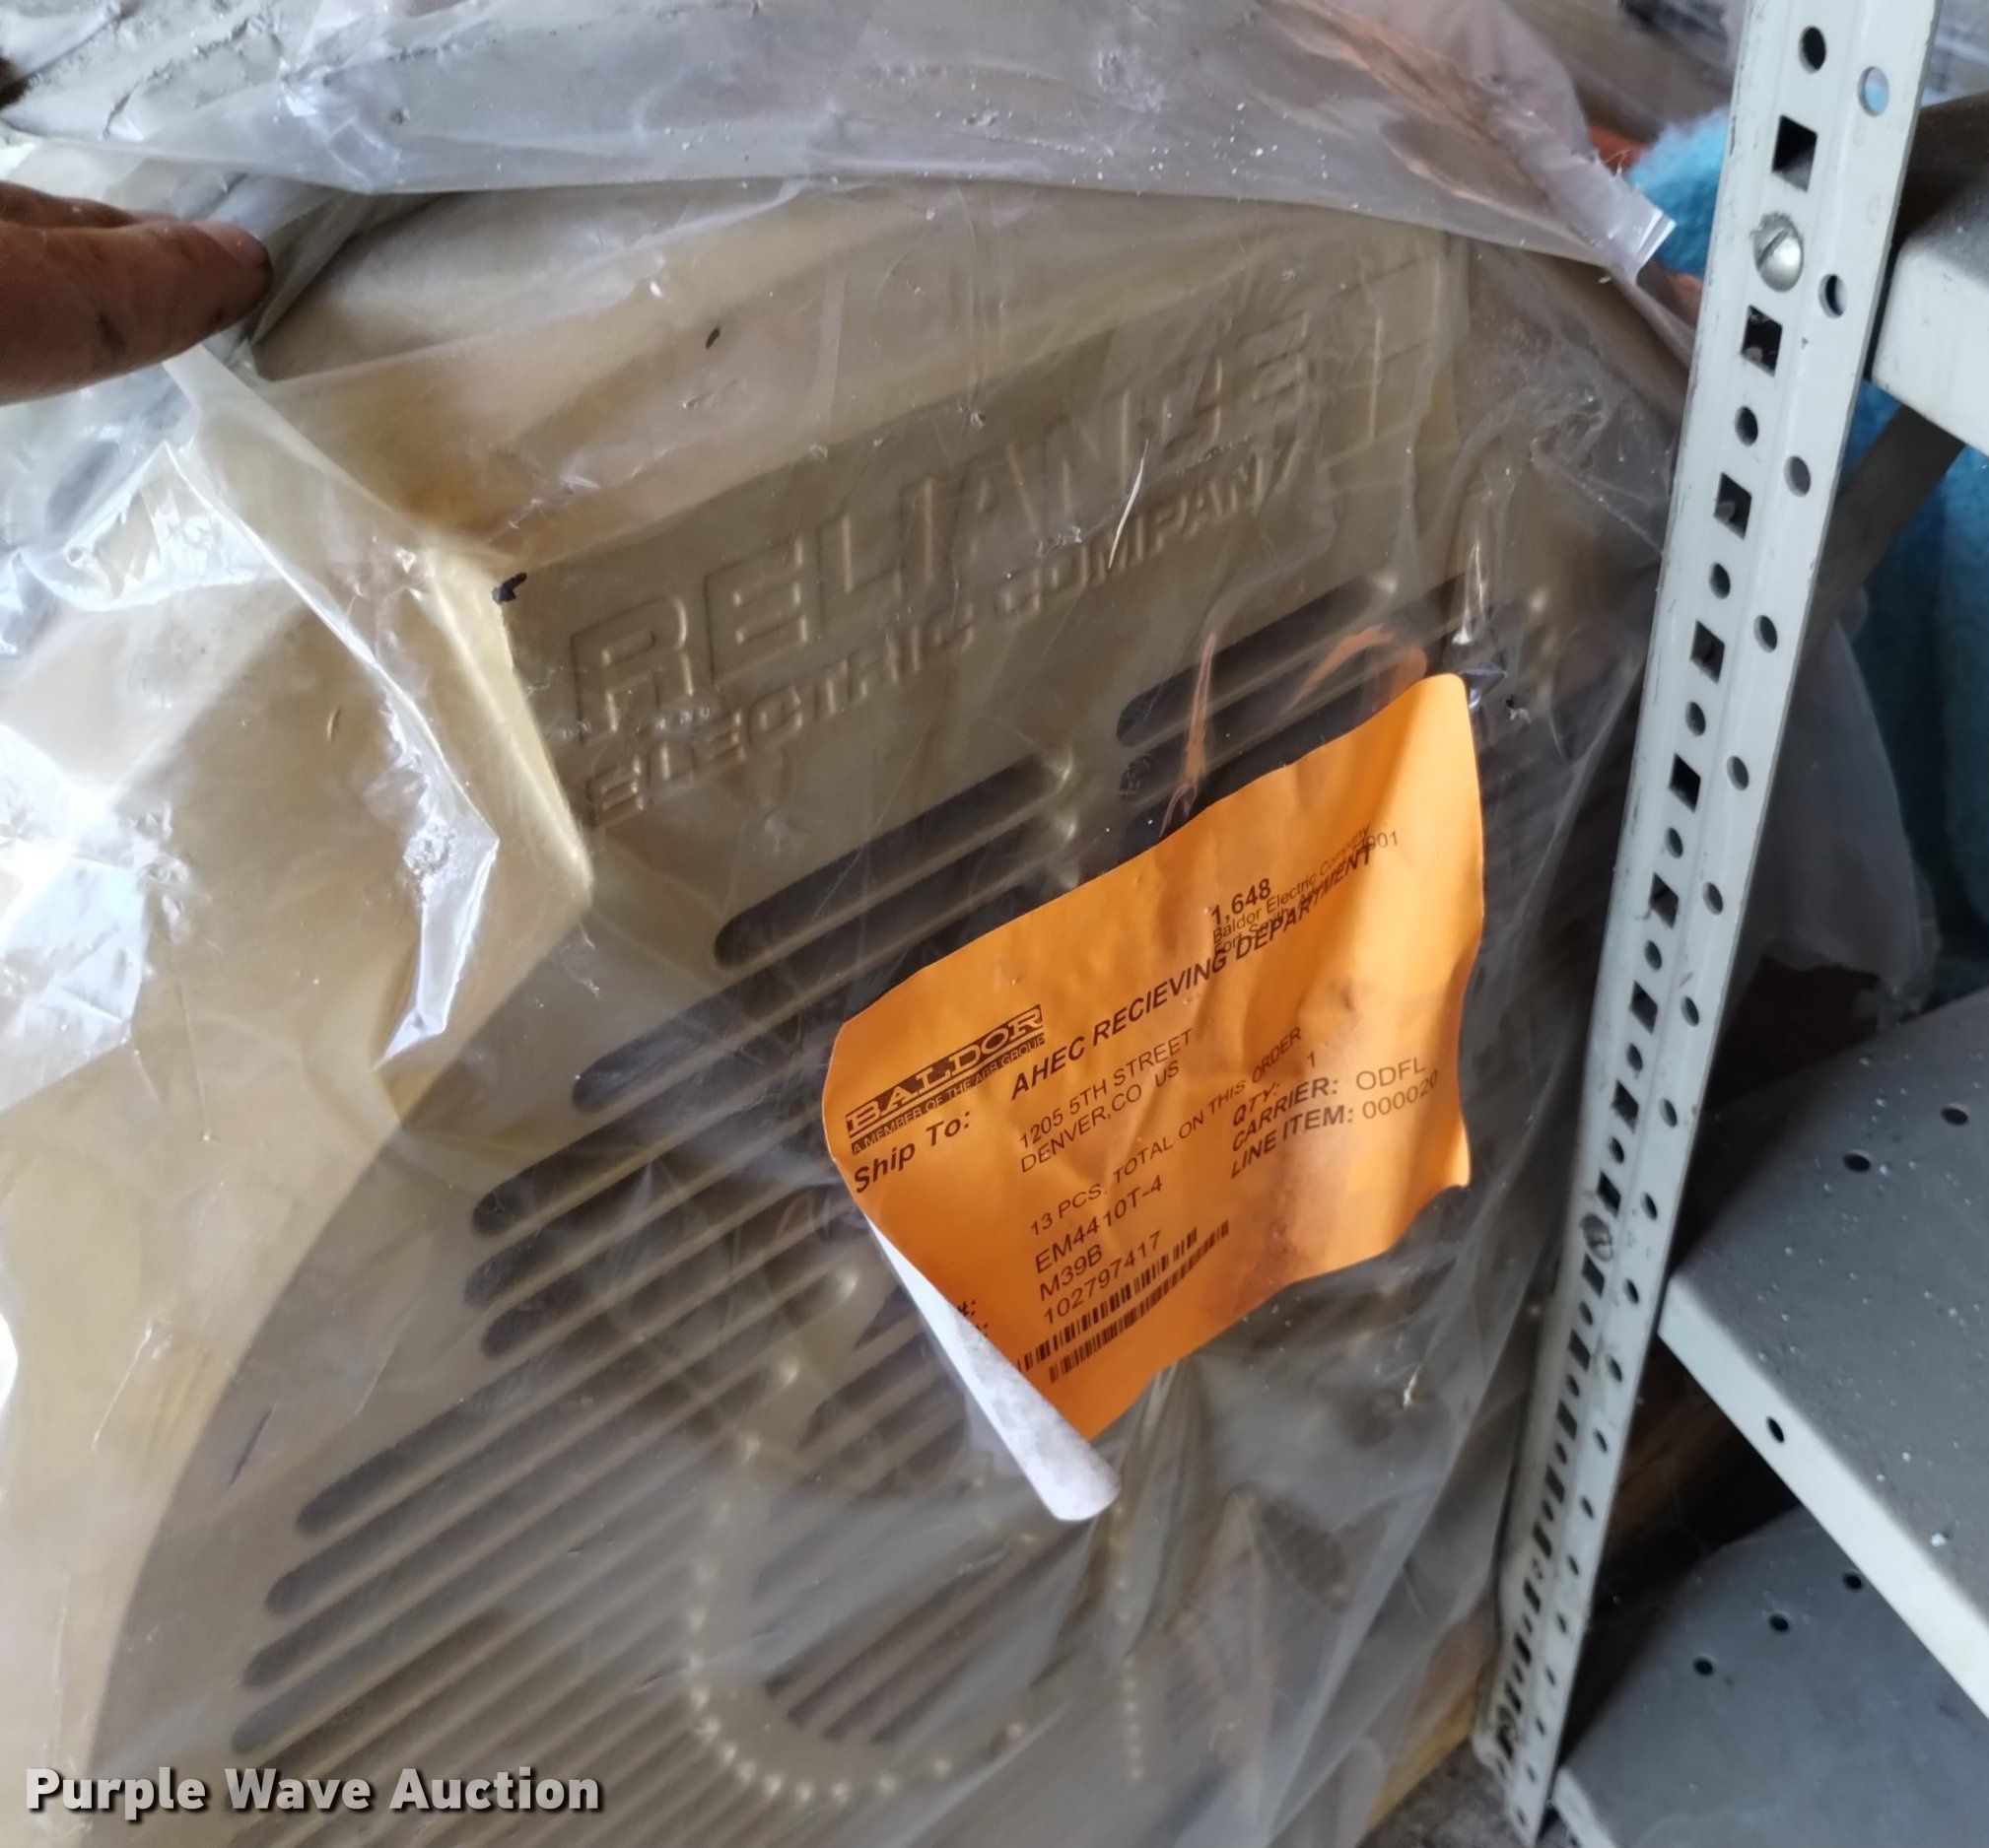 RELIANCE
ELECTRIC COMPANY
1,648
Baldor Electric Company
BALDOR
A MEMBER OF THE ABB GROUP
Ship To: AHEC RECIEVING DEPARTMENT
1205 5TH STREET
DENVER,CO US
13 PCS. TOTAL ON THIS ORDER
EM4410T-4 QTY: 1
M39B CARRIER: ODFL
102797417 LINE ITEM: 000020
Purple Wave Auction